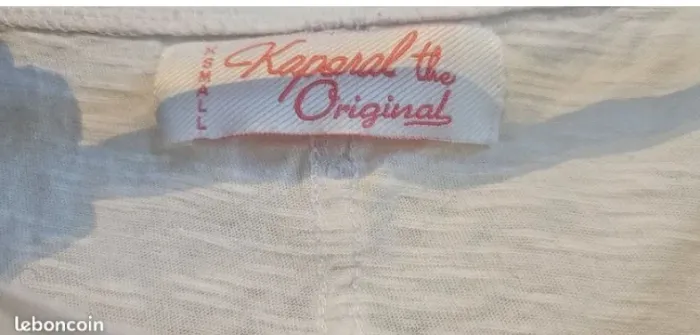 XSMALL
Kaporal the
Original
leboncoin